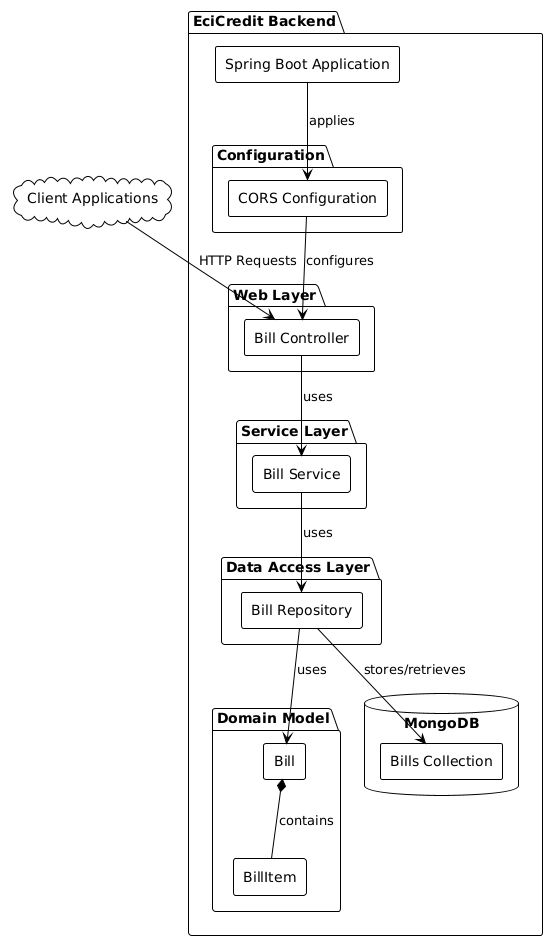 EciCredit Backend
Spring Boot Application
applies
Configuration
CORS Configuration
Client Applications
HTTP Requests
configures
Web Layer
Bill Controller
uses
Service Layer
Bill Service
uses
Data Access Layer
Bill Repository
uses
stores/retrieves
Domain Model
MongoDB
Bill
Bills Collection
contains
BillItem